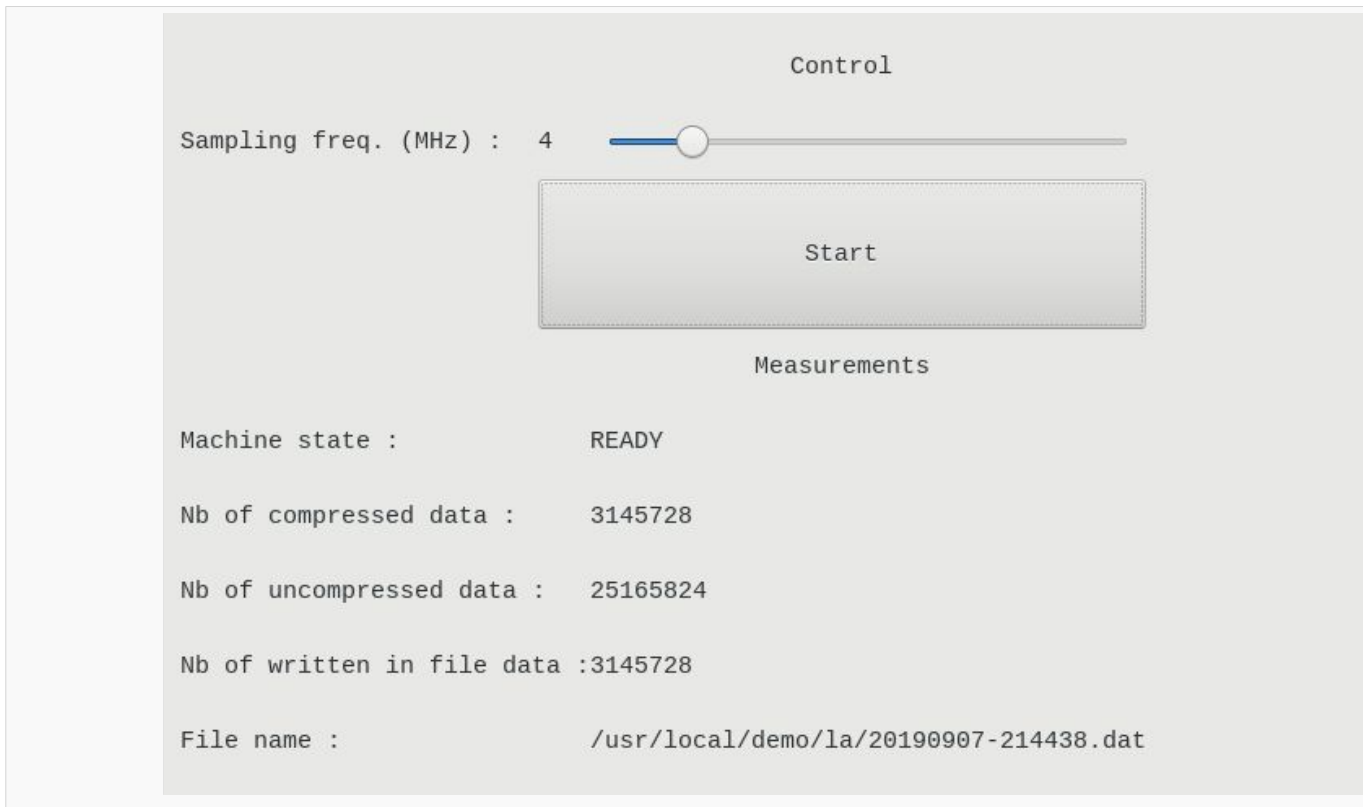 Control
Sampling freq. (MHz) : 4
Start
Measurements
Machine state : READY
Nb of compressed data : 3145728
Nb of uncompressed data : 25165824
Nb of written in file data :3145728
File name : /usr/local/demo/la/20190907-214438.dat